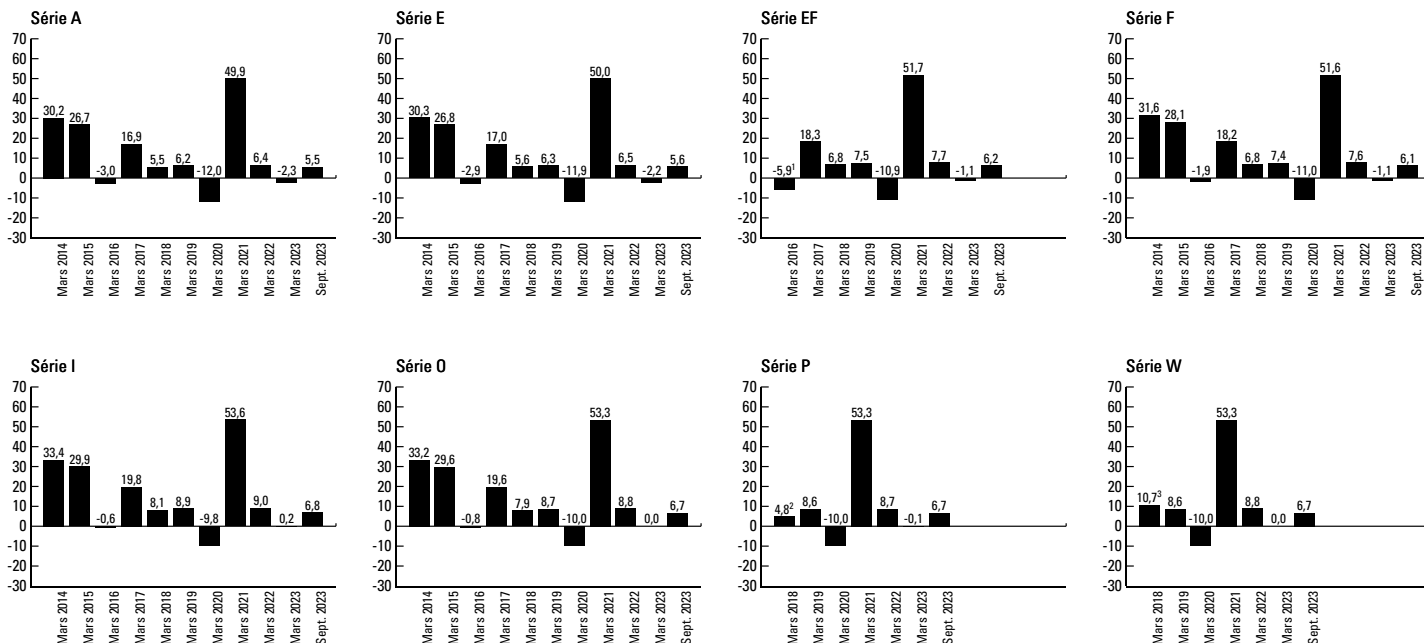 Série A
70
60
50
40
30
20
10
0
-10
-20
-30
30,2
26,7
-3,0
16,9
5,5
6,2
-12,0
49,9
6,4
-2,3
5,5
Mars 2014
Mars 2015
Mars 2016
Mars 2017
Mars 2018
Mars 2019
Mars 2020
Mars 2021
Mars 2022
Mars 2023
Sept. 2023
Série E
70
60
50
40
30
20
10
0
-10
-20
-30
30,3
26,8
-2,9
17,0
5,6
6,3
-11,9
50,0
6,5
-2,2
5,6
Mars 2014
Mars 2015
Mars 2016
Mars 2017
Mars 2018
Mars 2019
Mars 2020
Mars 2021
Mars 2022
Mars 2023
Sept. 2023
Série EF
70
60
50
40
30
20
10
0
-10
-20
-30
-5,9¹
18,3
6,8
7,5
-10,9
51,7
7,7
-1,1
6,2
Mars 2016
Mars 2017
Mars 2018
Mars 2019
Mars 2020
Mars 2021
Mars 2022
Mars 2023
Sept. 2023
Série F
70
60
50
40
30
20
10
0
-10
-20
-30
31,6
28,1
-1,9
18,2
6,8
7,4
-11,0
51,6
7,6
-1,1
6,1
Mars 2014
Mars 2015
Mars 2016
Mars 2017
Mars 2018
Mars 2019
Mars 2020
Mars 2021
Mars 2022
Mars 2023
Sept. 2023
Série I
70
60
50
40
30
20
10
0
-10
-20
-30
33,4
29,9
-0,6
19,8
8,1
8,9
-9,8
53,6
9,0
0,2
6,8
Mars 2014
Mars 2015
Mars 2016
Mars 2017
Mars 2018
Mars 2019
Mars 2020
Mars 2021
Mars 2022
Mars 2023
Sept. 2023
Série O
70
60
50
40
30
20
10
0
-10
-20
-30
33,2
29,6
-0,8
19,6
7,9
8,7
-10,0
53,3
8,8
0,0
6,7
Mars 2014
Mars 2015
Mars 2016
Mars 2017
Mars 2018
Mars 2019
Mars 2020
Mars 2021
Mars 2022
Mars 2023
Sept. 2023
Série P
70
60
50
40
30
20
10
0
-10
-20
-30
4,8²
8,6
-10,0
53,3
8,7
-0,1
6,7
Mars 2018
Mars 2019
Mars 2020
Mars 2021
Mars 2022
Mars 2023
Sept. 2023
Série W
70
60
50
40
30
20
10
0
-10
-20
-30
10,7³
8,6
-10,0
53,3
8,8
0,0
6,7
Mars 2018
Mars 2019
Mars 2020
Mars 2021
Mars 2022
Mars 2023
Sept. 2023